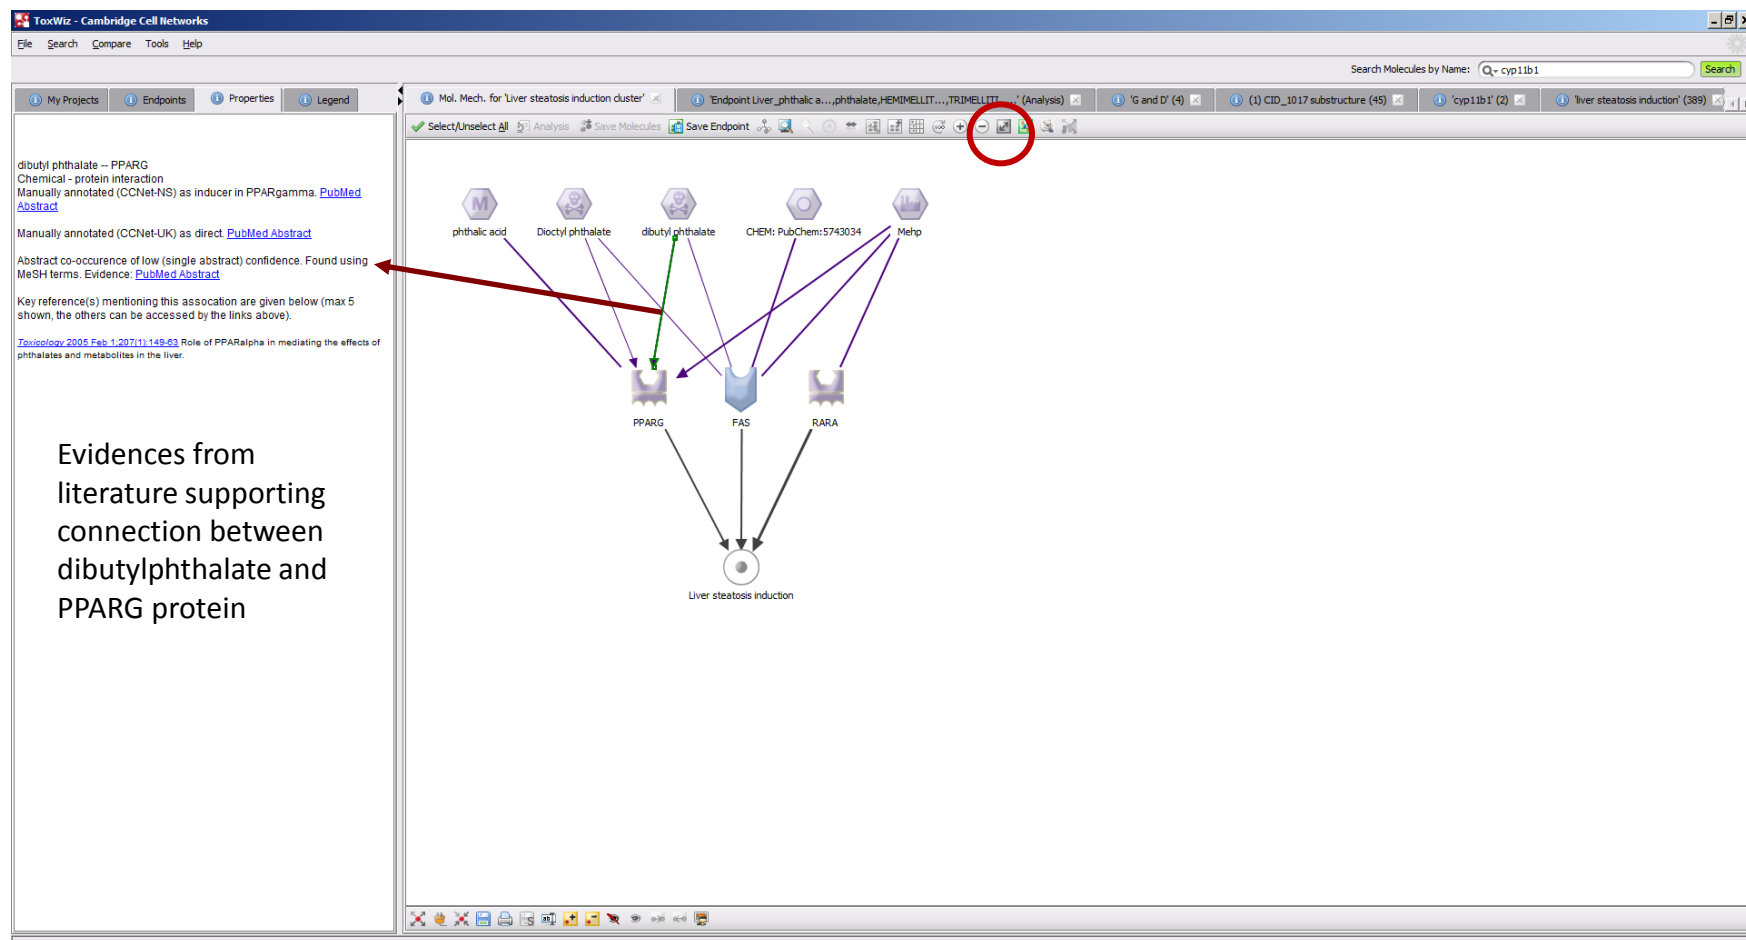 ToxWiz - Cambridge Cell Networks
File Search Compare Tools Help
Search Molecules by Name: cyp11b1 Search
My Projects Endpoints Properties Legend
Mol. Mech. for 'Liver steatosis induction cluster' 'Endpoint Liver_phthalic a...,phthalate,HEMIMELLIT...,TRIMELLITI...,...' (Analysis) 'G and D' (4) (1) CID_1017 substructure (45) 'cyp11b1' (2) 'liver steatosis induction' (389)
Select/Unselect All Analysis Save Molecules Save Endpoint
dibutyl phthalate -- PPARG
Chemical - protein interaction
Manually annotated (CCNet-NS) as inducer in PPARgamma. PubMed
Abstract
Manually annotated (CCNet-UK) as direct. PubMed Abstract
Abstract co-occurence of low (single abstract) confidence. Found using
MeSH terms. Evidence: PubMed Abstract
Key reference(s) mentioning this assocation are given below (max 5
shown, the others can be accessed by the links above).
Toxicology 2005 Feb 1;207(1):149-63 Role of PPARalpha in mediating the effects of
phthalates and metabolites in the liver.
M
phthalic acid Dioctyl phthalate dibutyl phthalate CHEM: PubChem:5743034 Mehp
PPARG FAS RARA
Liver steatosis induction
Evidences from
literature supporting
connection between
dibutylphthalate and
PPARG protein